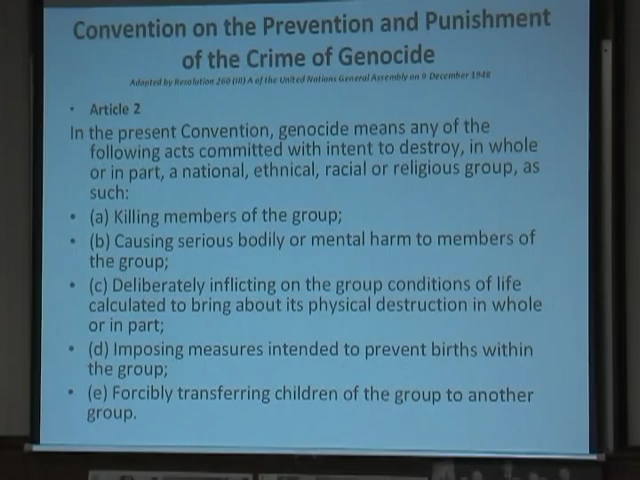 Convention on the Prevention and Punishment
of the Crime of Genocide
Adapted by Resolution 260 (III) A of the United Nations General Assembly on 9 December 1948
• Article 2
In the present Convention, genocide means any of the
following acts committed with intent to destroy, in whole
or in part, a national, ethnical, racial or religious group, as
such:
• (a) Killing members of the group;
• (b) Causing serious bodily or mental harm to members of
the group;
• (c) Deliberately inflicting on the group conditions of life
calculated to bring about its physical destruction in whole
or in part;
• (d) Imposing measures intended to prevent births within
the group;
• (e) Forcibly transferring children of the group to another
group.